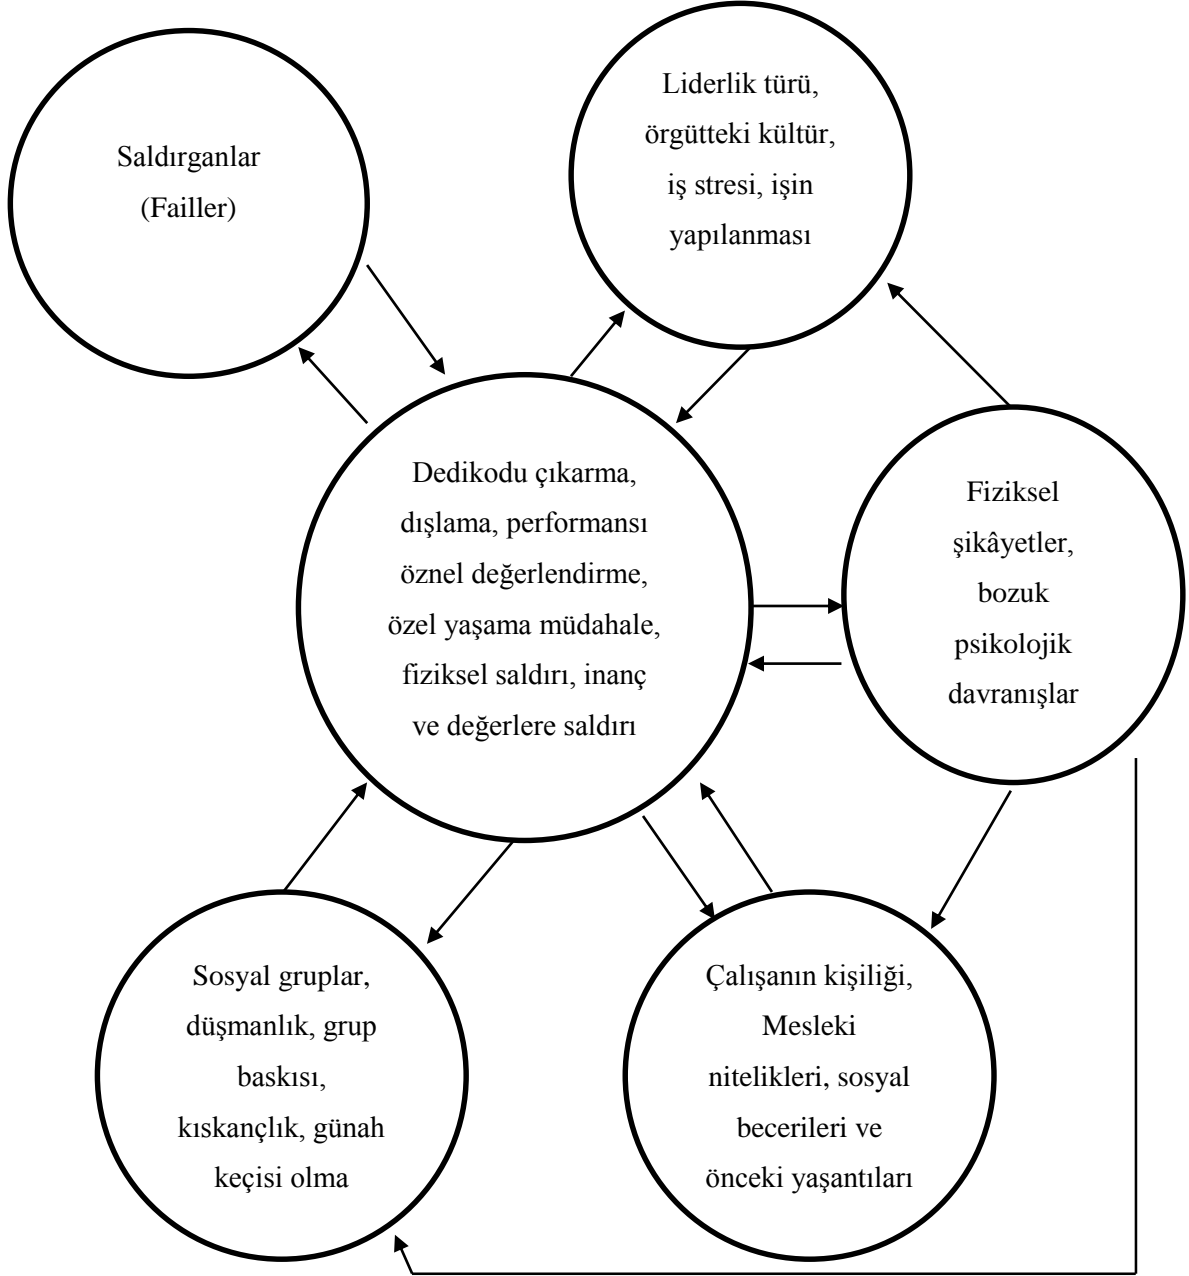 Saldırganlar
(Failler)
Liderlik türü,
örgütteki kültür,
iş stresi, işin
yapılanması
Dedikodu çıkarma,
dışlama, performansı
öznel değerlendirme,
özel yaşama müdahale,
fiziksel saldırı, inanç
ve değerlere saldırı
Fiziksel
şikâyetler,
bozuk
psikolojik
davranışlar
Sosyal gruplar,
düşmanlık, grup
baskısı,
kıskançlık, günah
keçisi olma
Çalışanın kişiliği,
Mesleki
nitelikleri, sosyal
becerileri ve
önceki yaşantıları